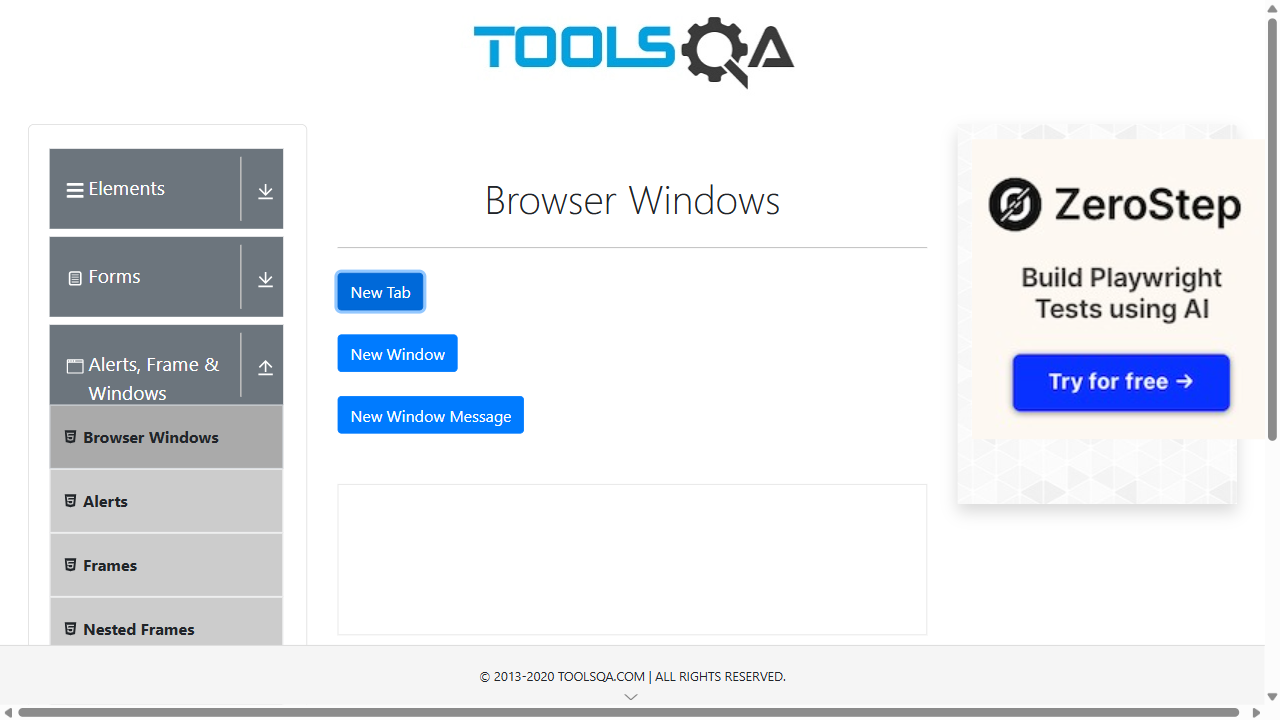 TOOLSQA
Elements
Forms
Alerts, Frame &
Windows
Browser Windows
Alerts
Frames
Nested Frames
Browser Windows
New Tab
New Window
New Window Message
ZeroStep
Build Playwright
Tests using AI
Try for free →
© 2013-2020 TOOLSQA.COM | ALL RIGHTS RESERVED.